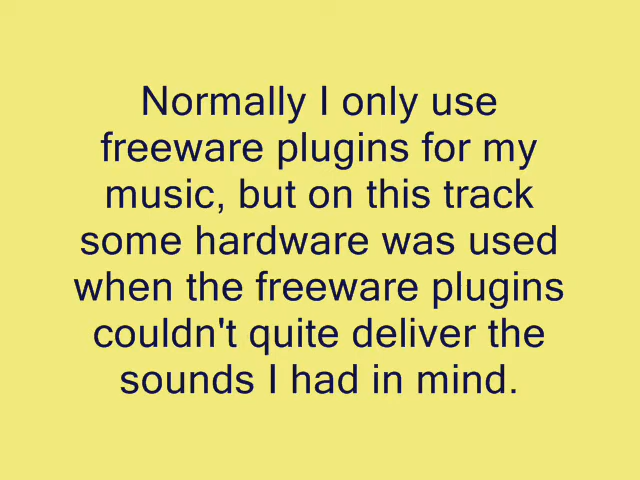 Normally I only use
freeware plugins for my
music, but on this track
some hardware was used
when the freeware plugins
couldn't quite deliver the
sounds I had in mind.